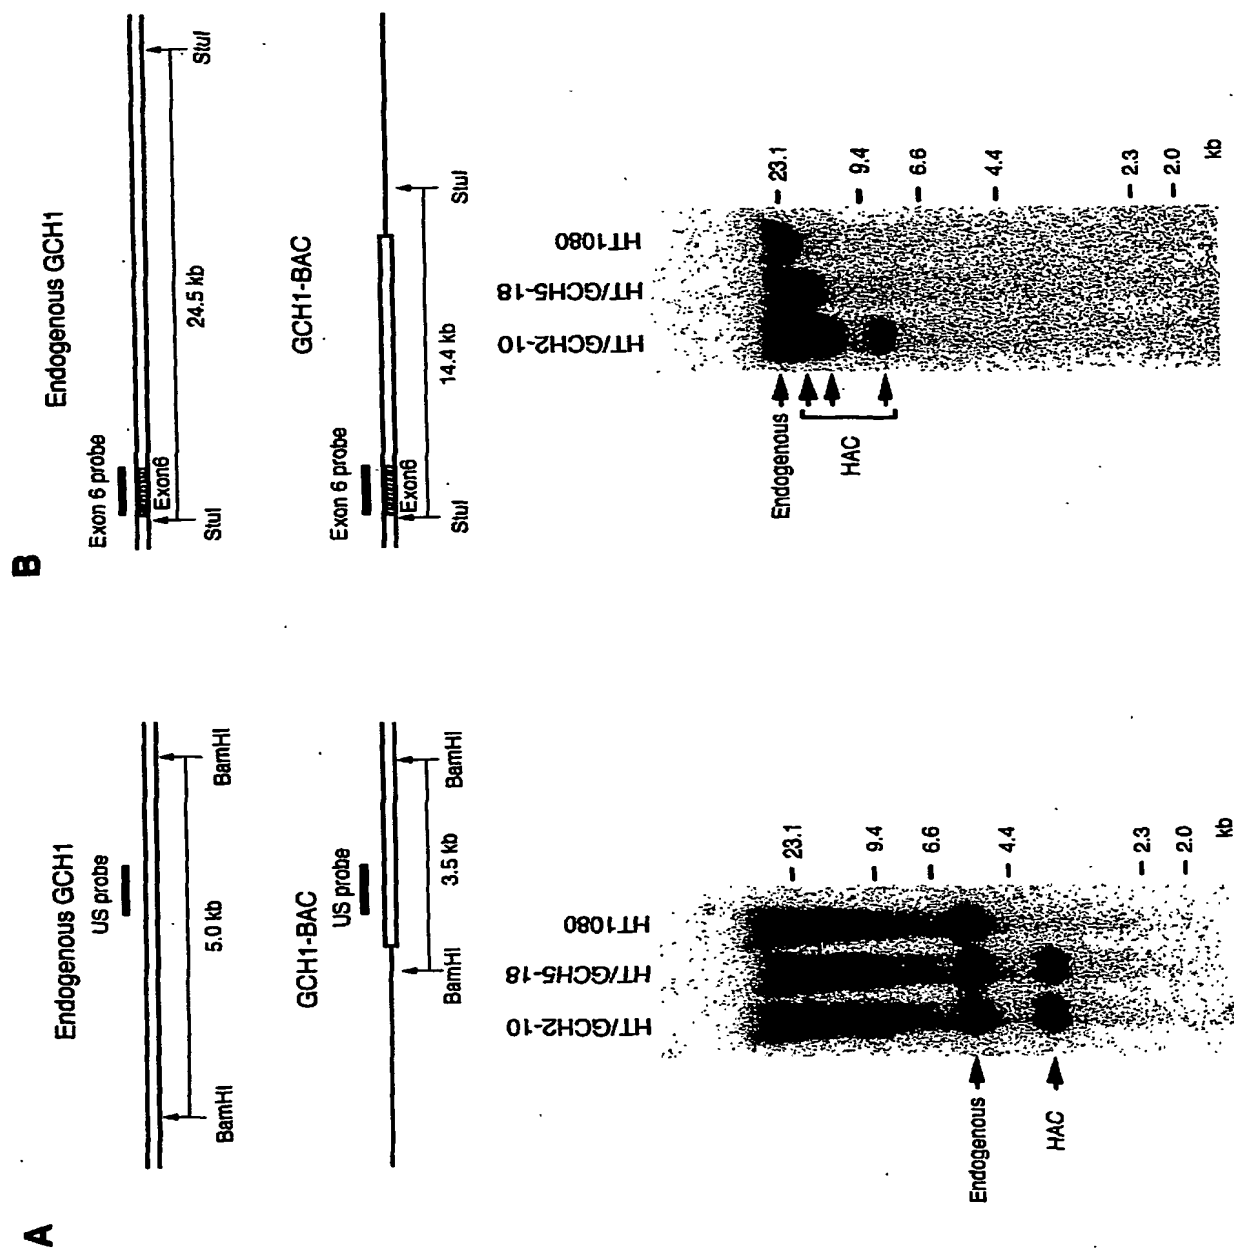 A
Endogenous GCH1
US probe
BamHI
5.0 kb
BamHI
GCH1-BAC
US probe
BamHI
3.5 kb
BamHI
HT/GCH2-10
HT/GCH5-18
HT1080
Endogenous
HAC
23.1
9.4
6.6
4.4
2.3
2.0
kb
B
Endogenous GCH1
Exon 6 probe
Exon6
StuI
24.5 kb
StuI
GCH1-BAC
Exon 6 probe
Exon6
StuI
14.4 kb
StuI
HT/GCH2-10
HT/GCH5-18
HT1080
Endogenous
HAC
23.1
9.4
6.6
4.4
2.3
2.0
kb